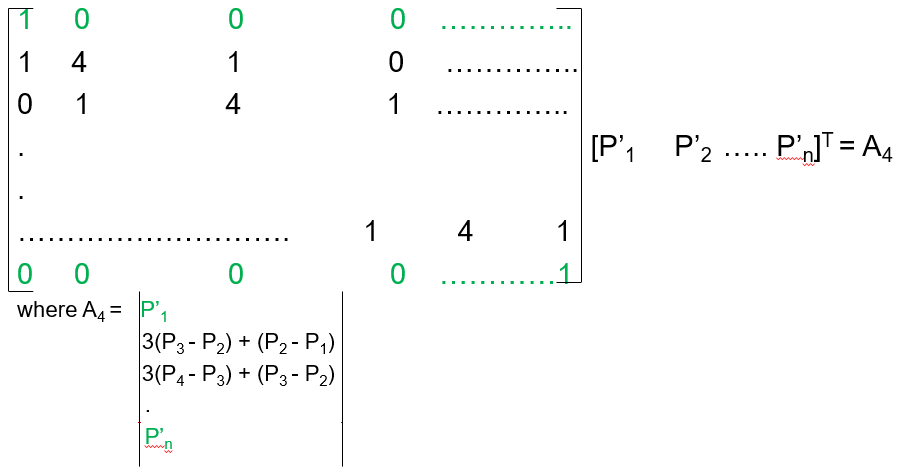 1 0 0 0 …………..
1 4 1 0 …………..
0 1 4 1 …………..
.
.
……………………… 1 4 1
0 0 0 0 …………1
[P’1 P’2 ….. P’n]T = A4
where A4 = P’1
3(P3 - P2) + (P2 - P1)
3(P4 - P3) + (P3 - P2)
.
P’n